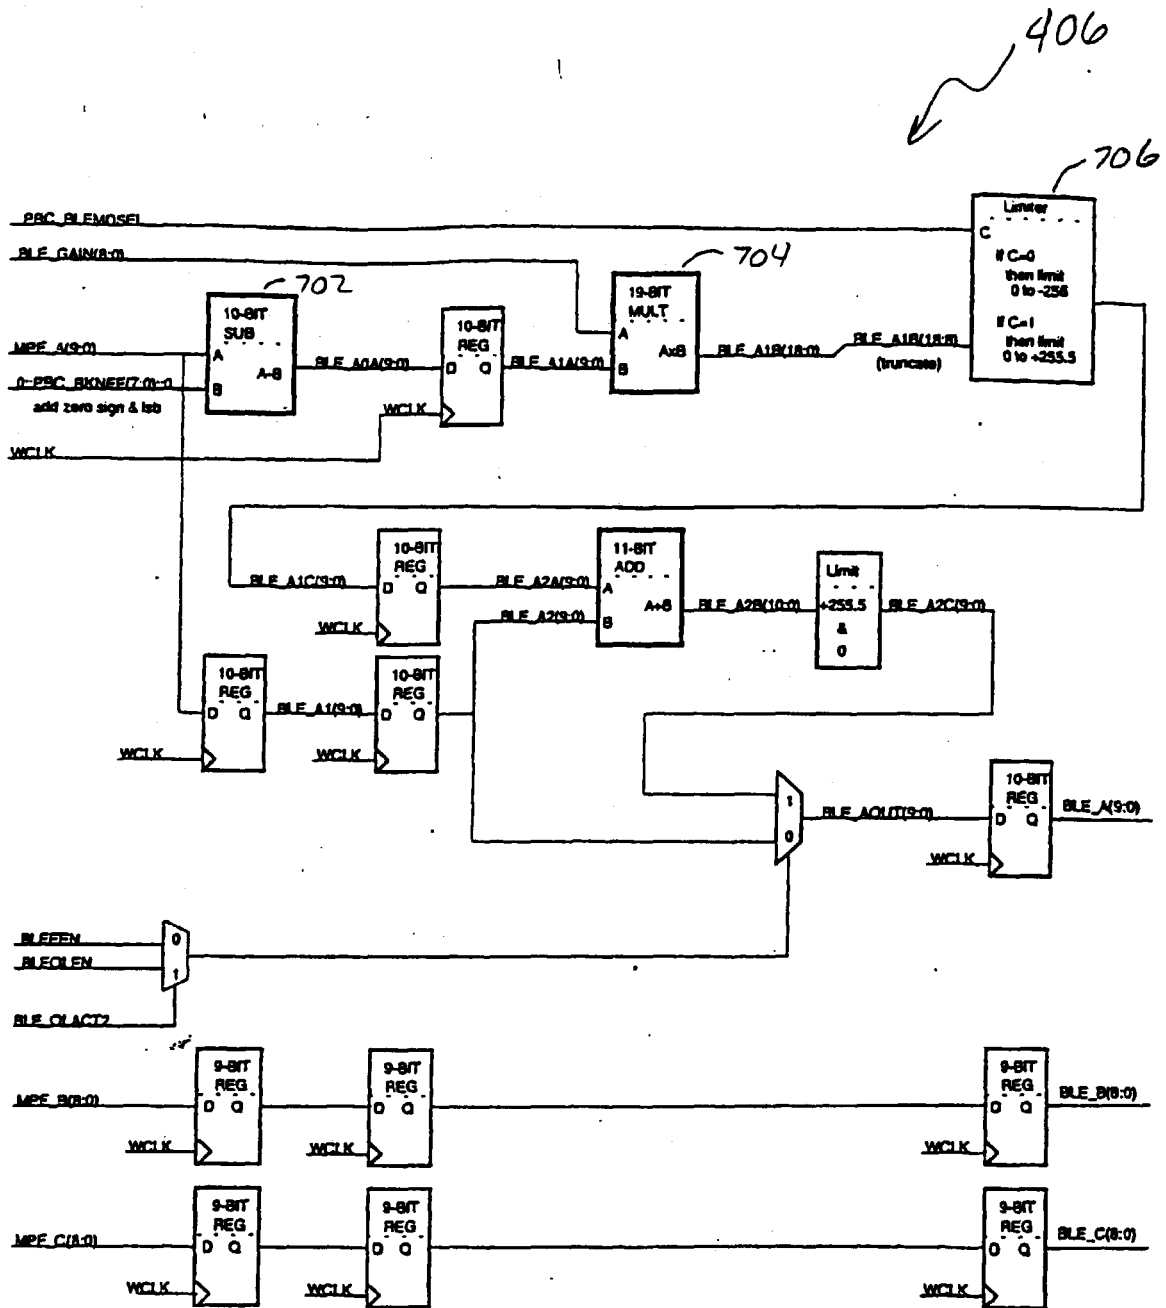 406
706
PBC_BLEMOSEL
BLE_GAIN(8:0)
702
704
Limiter
C
If C=0
then limit
0 to -256
If C=1
then limit
0 to +255.5
10-BIT
SUB
A
B
A-B
MPF_A(9:0)
0--PBC_BKNEE(7:0)--0
add zero sign & lsb
BLE_A0A(9:0)
10-BIT
REG
D Q
WCLK
BLE_A1A(9:0)
19-BIT
MULT
A
B
AxB
BLE_A1B(18:0)
BLE_A1B(18:8)
(truncate)
WCLK
BLE_A1C(9:0)
10-BIT
REG
D Q
WCLK
BLE_A2A(9:0)
BLE_A2(9:0)
11-BIT
ADD
A
B
A+B
BLE_A2B(10:0)
Limit
+255.5
&
0
BLE_A2C(9:0)
10-BIT
REG
D Q
WCLK
BLE_A1(9:0)
10-BIT
REG
D Q
WCLK
1
0
BLE_AOUT(9:0)
10-BIT
REG
D Q
WCLK
BLE_A(9:0)
BLEFEN
BLEOLEN
0
1
BLE_OLACT2
MPF_B(8:0)
9-BIT
REG
D Q
WCLK
9-BIT
REG
D Q
WCLK
9-BIT
REG
D Q
WCLK
BLE_B(8:0)
MPF_C(8:0)
9-BIT
REG
D Q
WCLK
9-BIT
REG
D Q
WCLK
9-BIT
REG
D Q
WCLK
BLE_C(8:0)